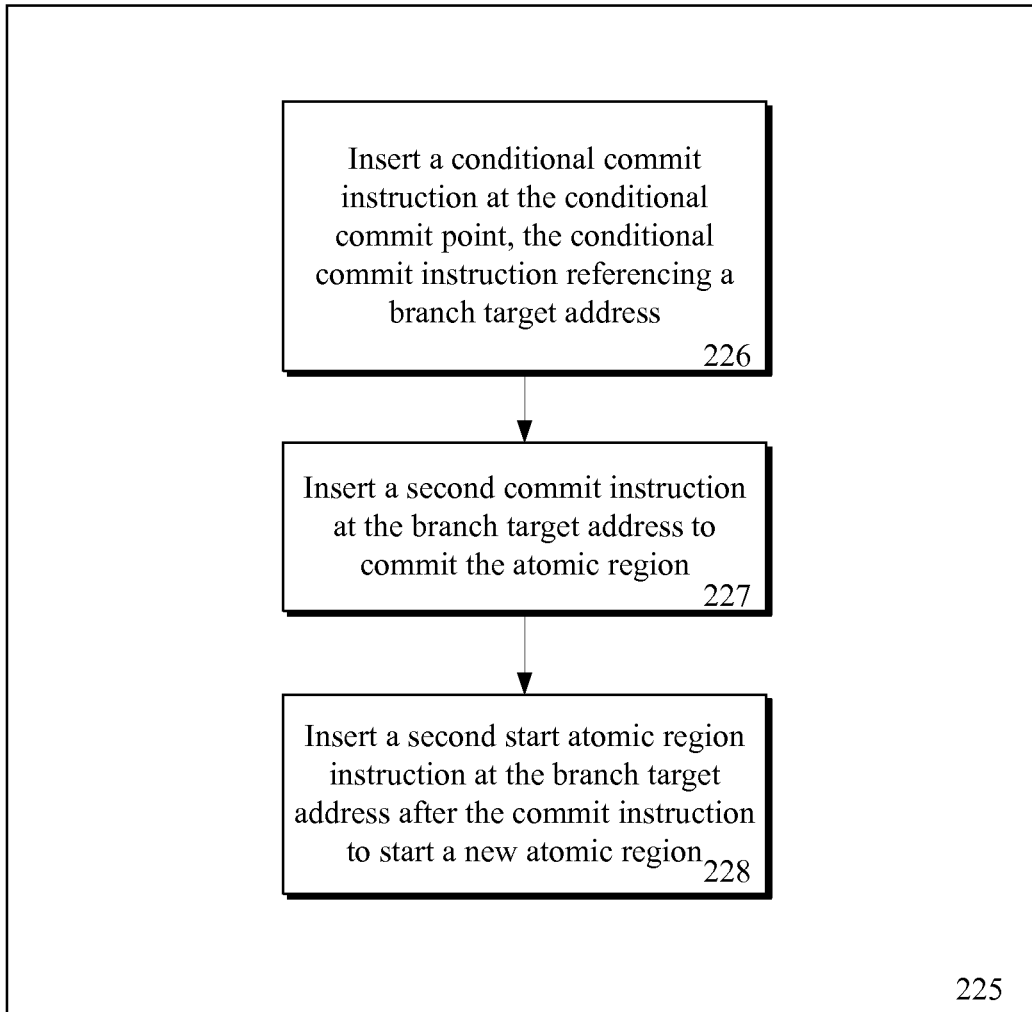 Insert a conditional commit
instruction at the conditional
commit point, the conditional
commit instruction referencing a
branch target address
226
Insert a second commit instruction
at the branch target address to
commit the atomic region
227
Insert a second start atomic region
instruction at the branch target
address after the commit instruction
to start a new atomic region
228
225